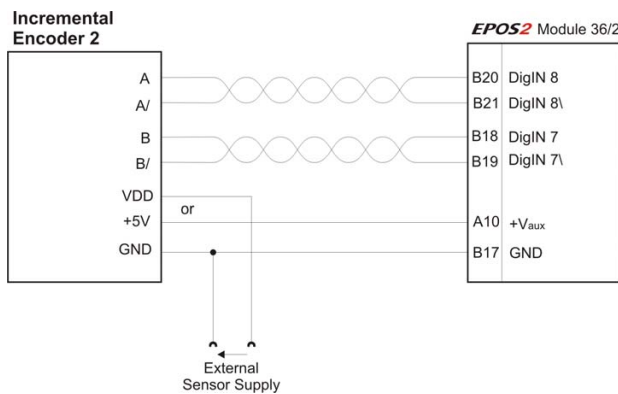 Incremental
Encoder 2
EPOS2 Module 36/2
A
B20 DigIN 8
A/
B21 DigIN 8\
B
B18 DigIN 7
B/
B19 DigIN 7\
VDD
or
+5V
A10 +Vaux
GND
B17 GND
External
Sensor Supply